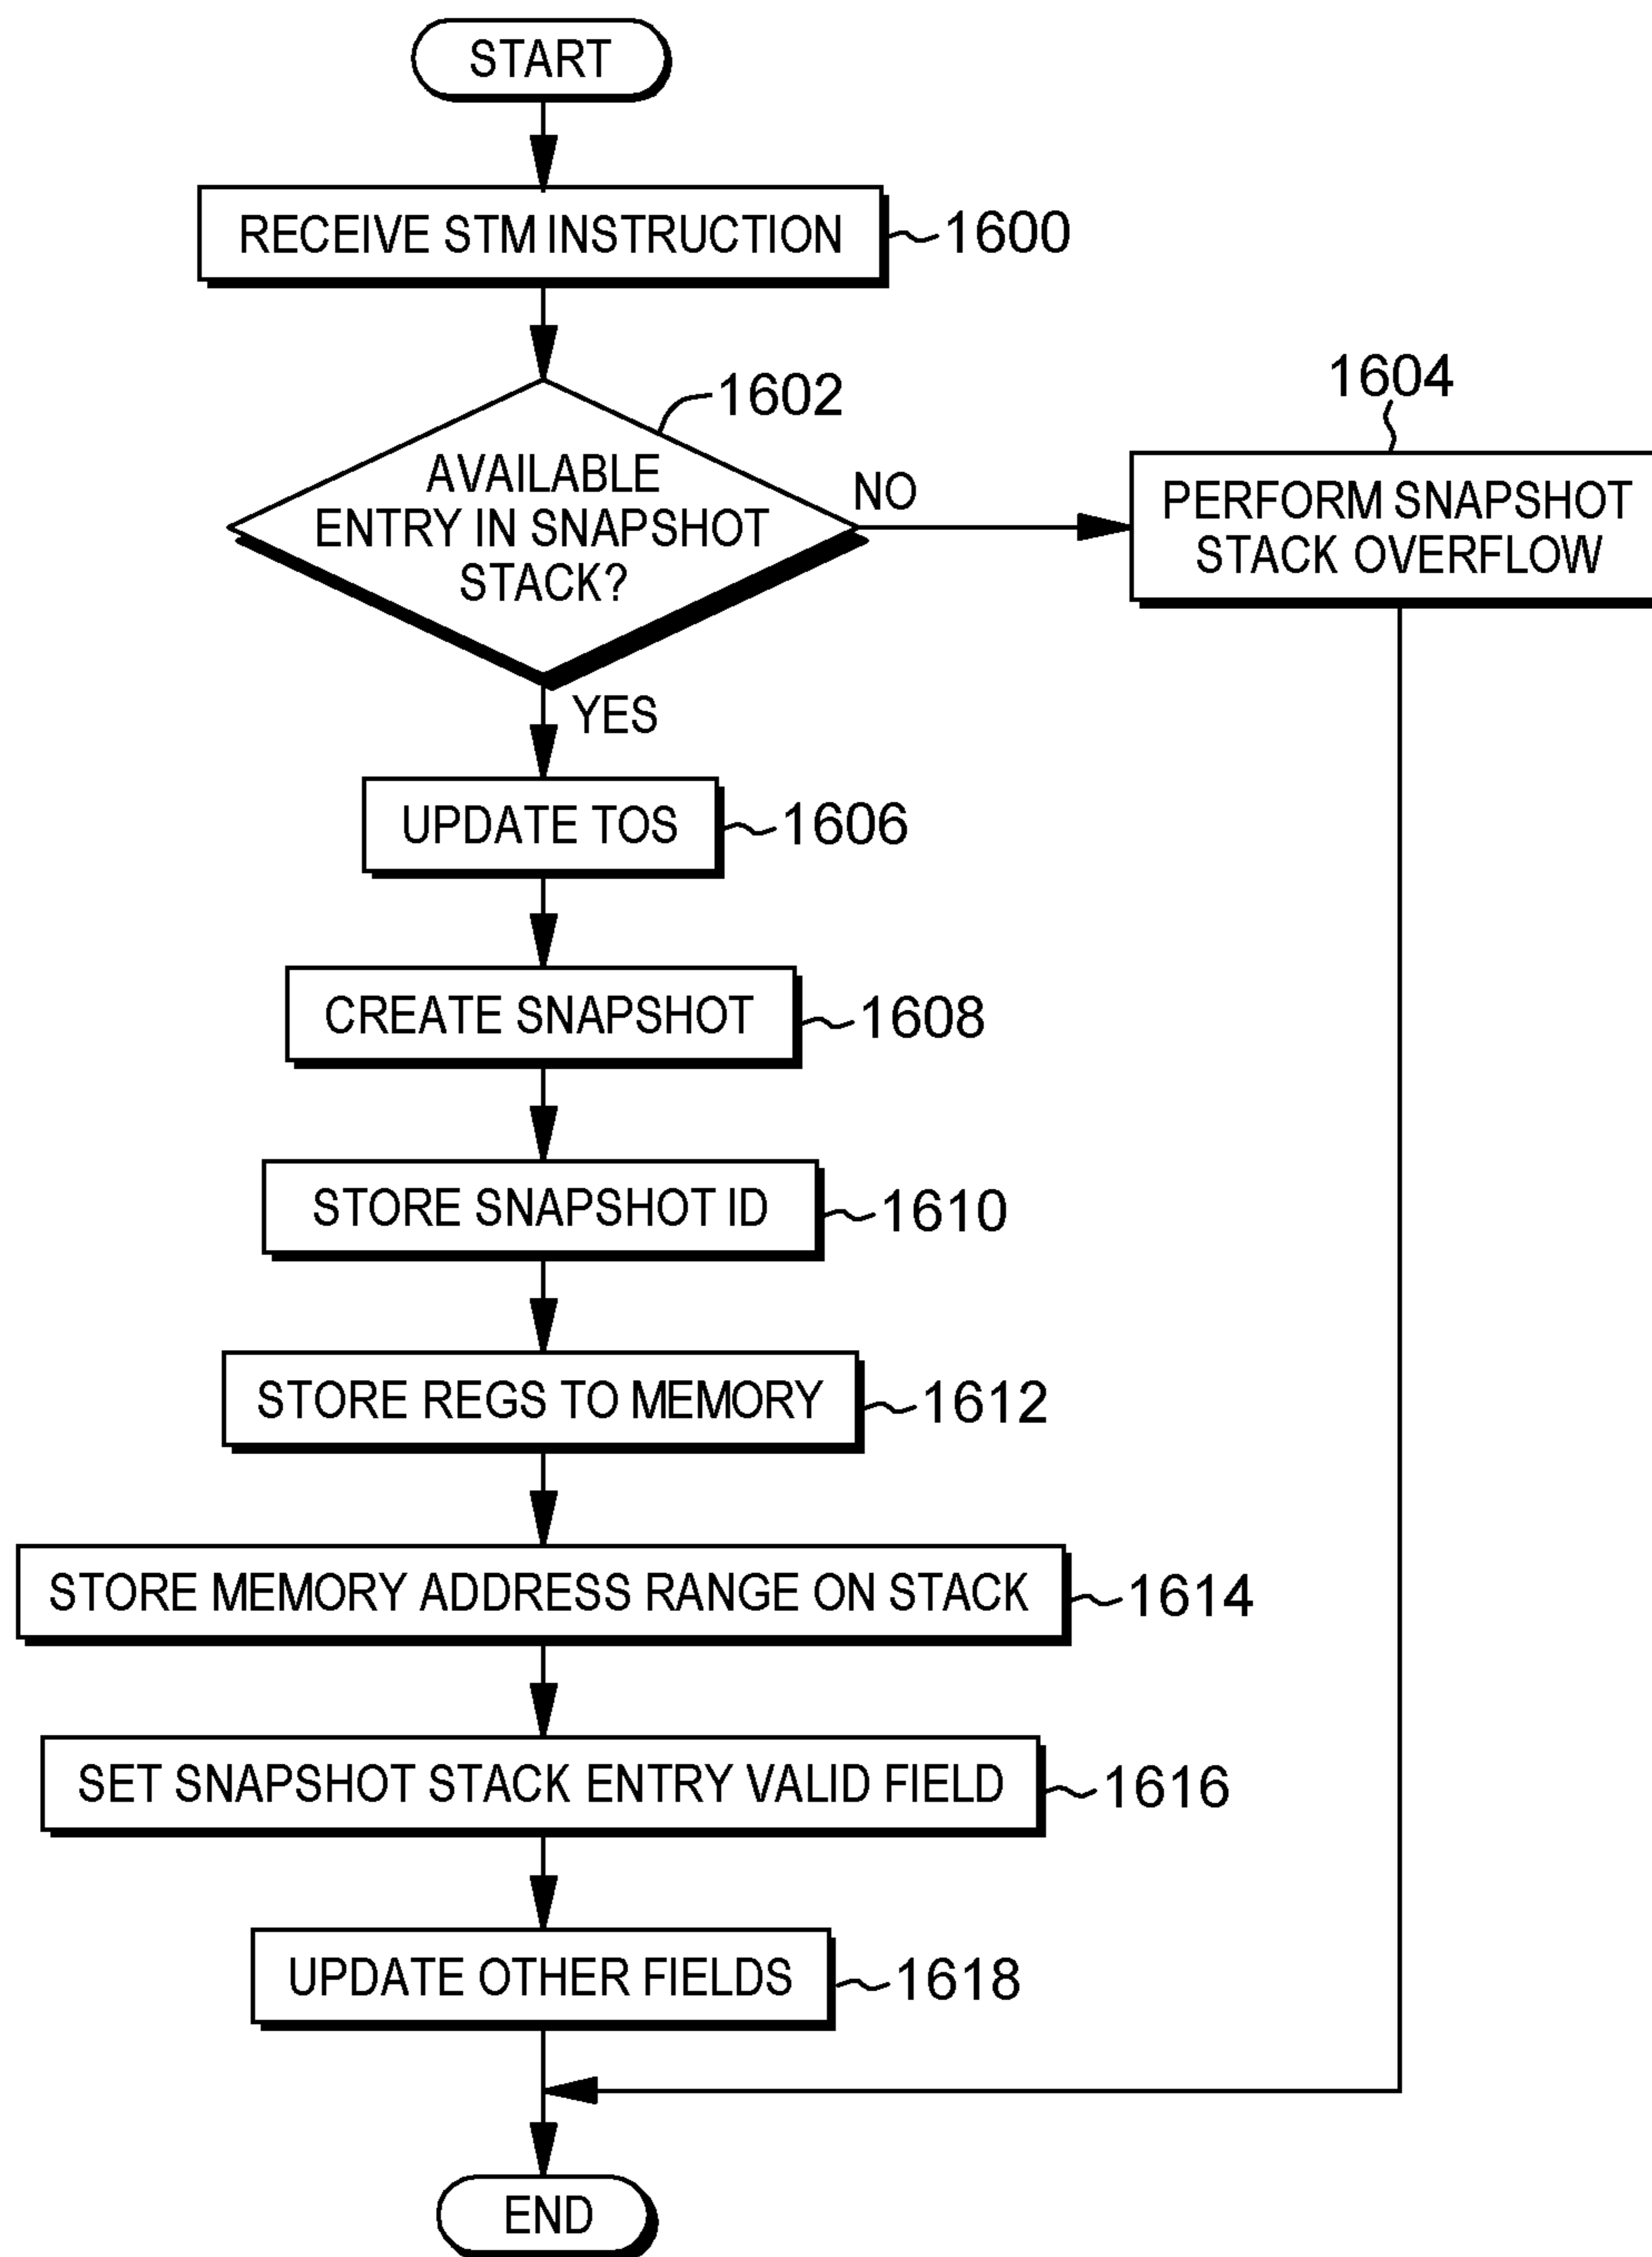 START
RECEIVE STM INSTRUCTION
1600
1602
AVAILABLE
ENTRY IN SNAPSHOT
STACK?
NO
1604
PERFORM SNAPSHOT
STACK OVERFLOW
YES
UPDATE TOS
1606
CREATE SNAPSHOT
1608
STORE SNAPSHOT ID
1610
STORE REGS TO MEMORY
1612
STORE MEMORY ADDRESS RANGE ON STACK
1614
SET SNAPSHOT STACK ENTRY VALID FIELD
1616
UPDATE OTHER FIELDS
1618
END